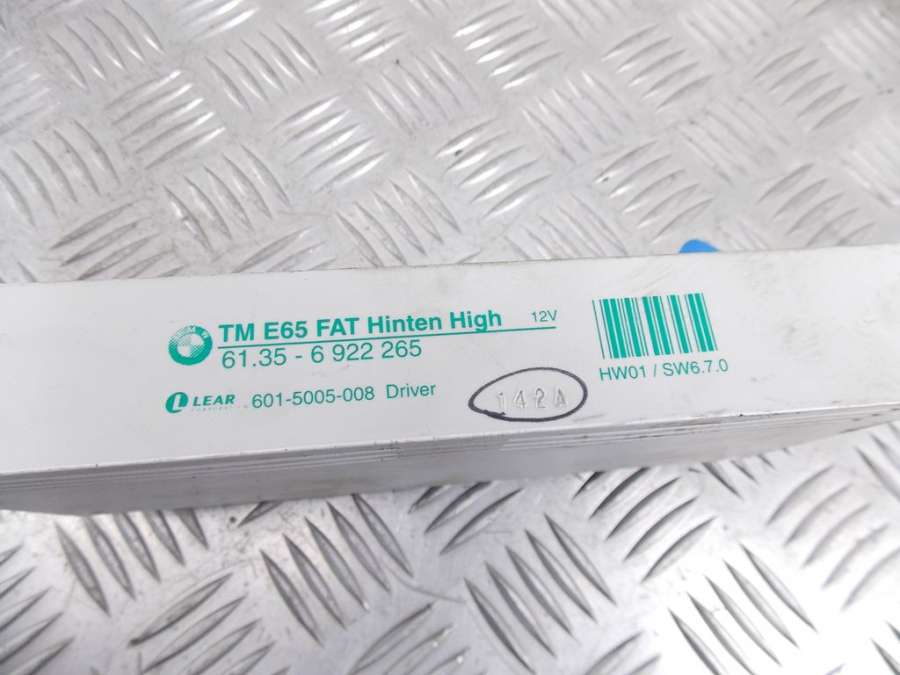 TM E65 FAT Hinten High 12V
61.35 - 6 922 265
LEAR 601-5005-008 Driver
142A
HW01 / SW6.7.0